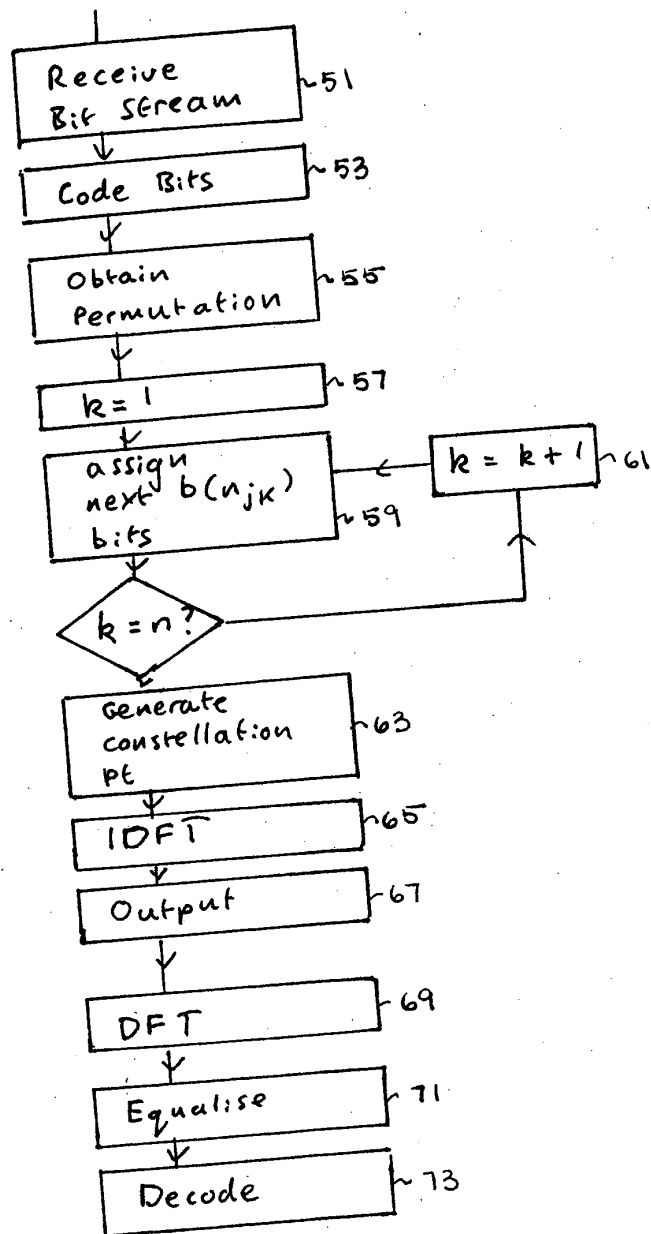 Receive
Bit Stream
51
Code Bits
53
Obtain
Permutation
55
k = 1
57
assign
next b(n_jk)
bits
59
k = k + 1
61
k = n?
Generate
constellation
pt
63
IDFT
65
Output
67
DFT
69
Equalise
71
Decode
73